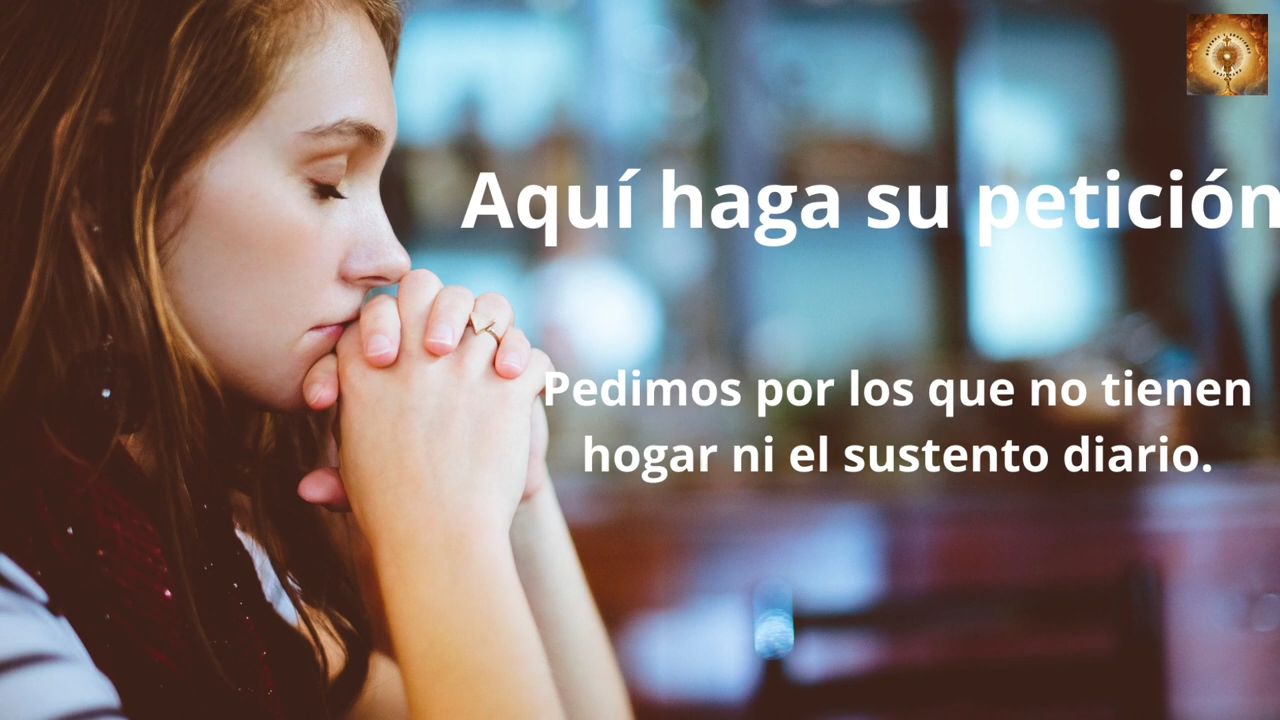 Aquí haga su petición
Pedimos por los que no tienen
hogar ni el sustento diario.